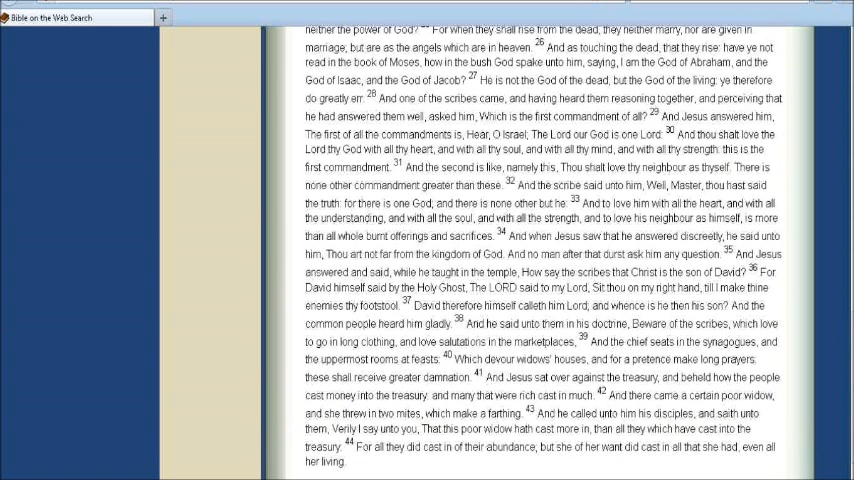 Bible on the Web Search
neither the power of God? For when they shall rise from the dead, they neither marry, nor are given in
marriage; but are as the angels which are in heaven. 26 And as touching the dead, that they rise: have ye not
read in the book of Moses, how in the bush God spake unto him, saying, I am the God of Abraham, and the
God of Isaac, and the God of Jacob? 27 He is not the God of the dead, but the God of the living: ye therefore
do greatly err. 28 And one of the scribes came, and having heard them reasoning together, and perceiving that
he had answered them well, asked him, Which is the first commandment of all? 29 And Jesus answered him,
The first of all the commandments is, Hear, O Israel; The Lord our God is one Lord: 30 And thou shalt love the
Lord thy God with all thy heart, and with all thy soul, and with all thy mind, and with all thy strength: this is the
first commandment. 31 And the second is like, namely this, Thou shalt love thy neighbour as thyself. There is
none other commandment greater than these. 32 And the scribe said unto him, Well, Master, thou hast said
the truth: for there is one God; and there is none other but he: 33 And to love him with all the heart, and with all
the understanding, and with all the soul, and with all the strength, and to love his neighbour as himself, is more
than all whole burnt offerings and sacrifices. 34 And when Jesus saw that he answered discreetly, he said unto
him, Thou art not far from the kingdom of God. And no man after that durst ask him any question. 35 And Jesus
answered and said, while he taught in the temple, How say the scribes that Christ is the son of David? 36 For
David himself said by the Holy Ghost, The LORD said to my Lord, Sit thou on my right hand, till I make thine
enemies thy footstool. 37 David therefore himself calleth him Lord; and whence is he then his son? And the
common people heard him gladly. 38 And he said unto them in his doctrine, Beware of the scribes, which love
to go in long clothing, and love salutations in the marketplaces, 39 And the chief seats in the synagogues, and
the uppermost rooms at feasts: 40 Which devour widows' houses, and for a pretence make long prayers:
these shall receive greater damnation. 41 And Jesus sat over against the treasury, and beheld how the people
cast money into the treasury: and many that were rich cast in much. 42 And there came a certain poor widow,
and she threw in two mites, which make a farthing. 43 And he called unto him his disciples, and saith unto
them, Verily I say unto you, That this poor widow hath cast more in, than all they which have cast into the
treasury: 44 For all they did cast in of their abundance; but she of her want did cast in all that she had, even all
her living.